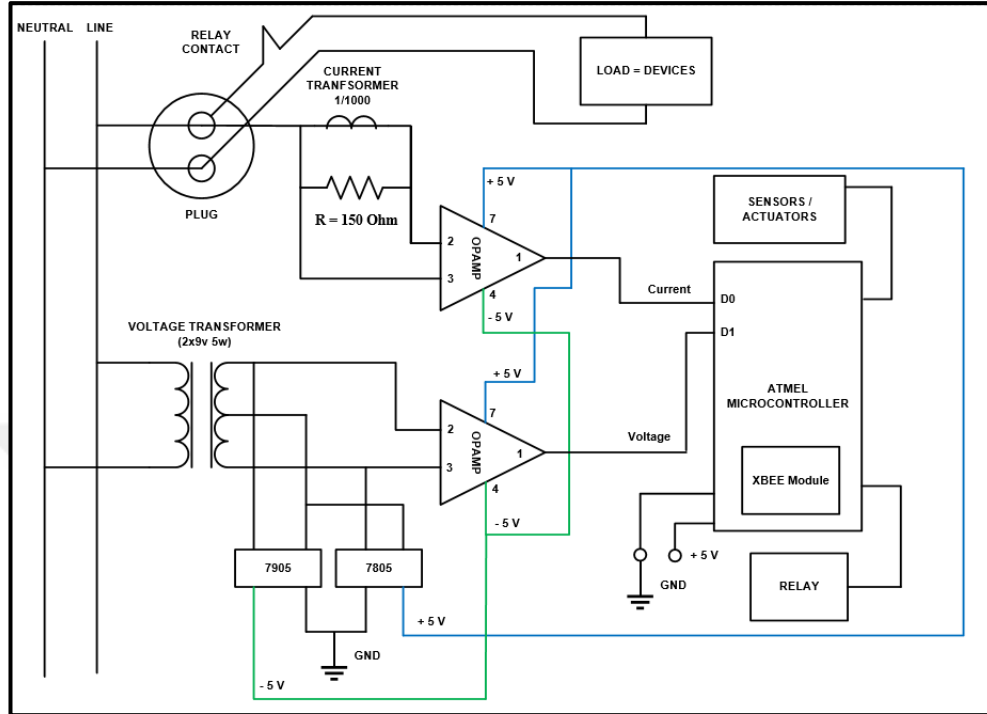 NEUTRAL
LINE
RELAY
CONTACT
CURRENT
TRANFSORMER
1/1000
LOAD = DEVICES
PLUG
R = 150 Ohm
+ 5 V
7
2
OPAMP
1
3
4
- 5 V
SENSORS /
ACTUATORS
Current
D0
D1
VOLTAGE TRANSFORMER
(2x9v 5w)
+ 5 V
7
2
OPAMP
1
3
4
- 5 V
Voltage
ATMEL
MICROCONTROLLER
XBEE Module
+ 5 V
GND
RELAY
7905
7805
+ 5 V
GND
- 5 V